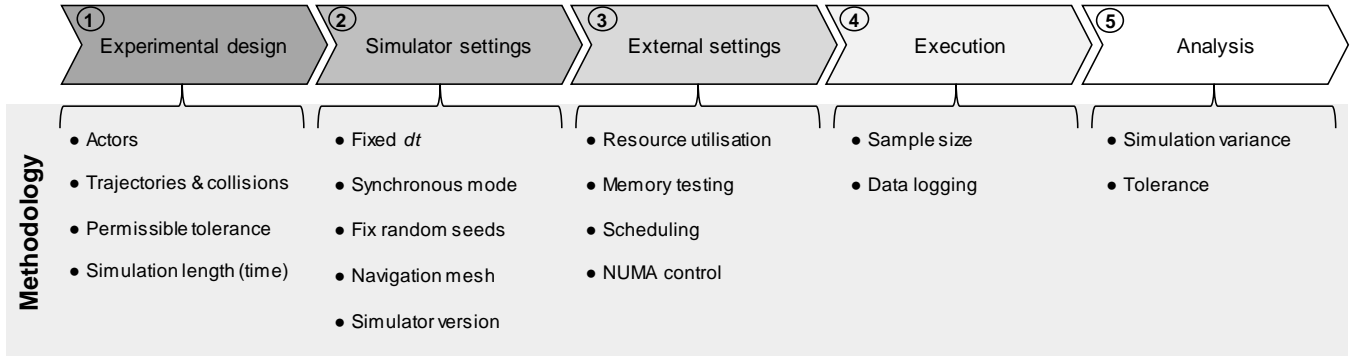 1
Experimental design
2
Simulator settings
3
External settings
4
Execution
5
Analysis
Methodology
● Actors
● Trajectories & collisions
● Permissible tolerance
● Simulation length (time)
● Fixed dt
● Synchronous mode
● Fix random seeds
● Navigation mesh
● Simulator version
● Resource utilisation
● Memory testing
● Scheduling
● NUMA control
● Sample size
● Data logging
● Simulation variance
● Tolerance